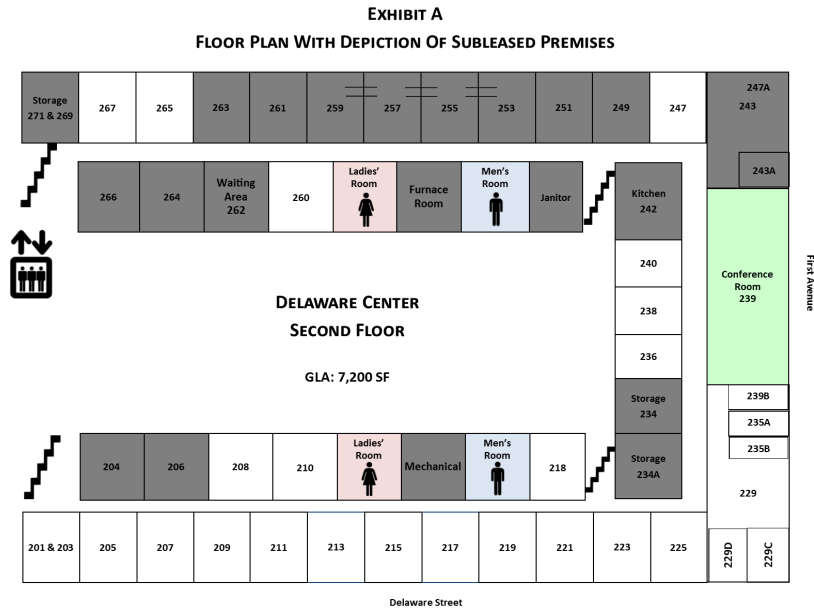 EXHIBIT A
FLOOR PLAN WITH DEPICTION OF SUBLEASED PREMISES
Storage
271 & 269
267
265
263
261
259
257
255
253
251
249
247
247A
243
243A
266
264
Waiting
Area
262
260
Ladies'
Room
Furnace
Room
Men's
Room
Janitor
Kitchen
242
240
238
236
Storage
234
Storage
234A
Conference
Room
239
First Avenue
DELAWARE CENTER
SECOND FLOOR
GLA: 7,200 SF
239B
235A
235B
229
229D
229C
204
206
208
210
Ladies'
Room
Mechanical
Men's
Room
218
201 & 203
205
207
209
211
213
215
217
219
221
223
225
Delaware Street